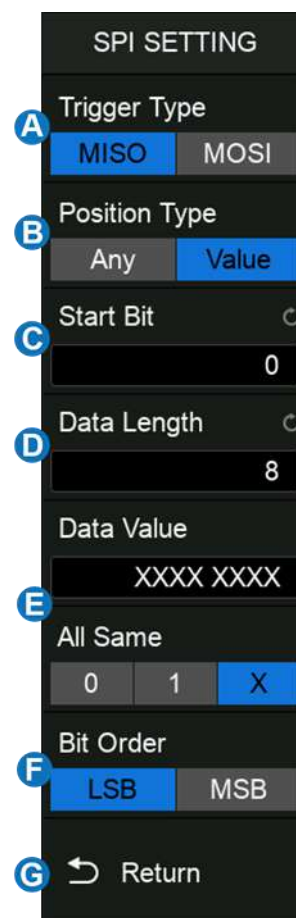 SPI SETTING
A
Trigger Type
MISO MOSI
B
Position Type
Any Value
C
Start Bit
0
D
Data Length
8
Data Value
XXXX XXXX
E
All Same
0 1 X
Bit Order
F
LSB MSB
G
Return